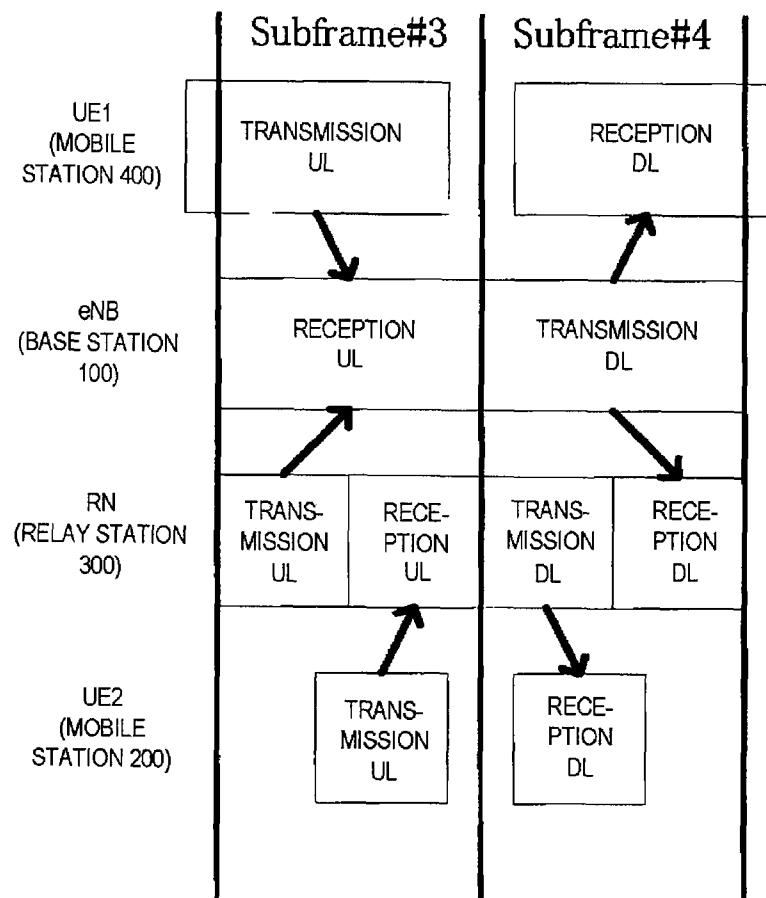 Subframe#3 Subframe#4
UE1
(MOBILE
STATION 400)
TRANSMISSION
UL
RECEPTION
DL
eNB
(BASE STATION
100)
RECEPTION
UL
TRANSMISSION
DL
RN
(RELAY STATION
300)
TRANS-
MISSION
UL
RECE-
PTION
UL
TRANS-
MISSION
DL
RECE-
PTION
DL
UE2
(MOBILE
STATION 200)
TRANS-
MISSION
UL
RECE-
PTION
DL